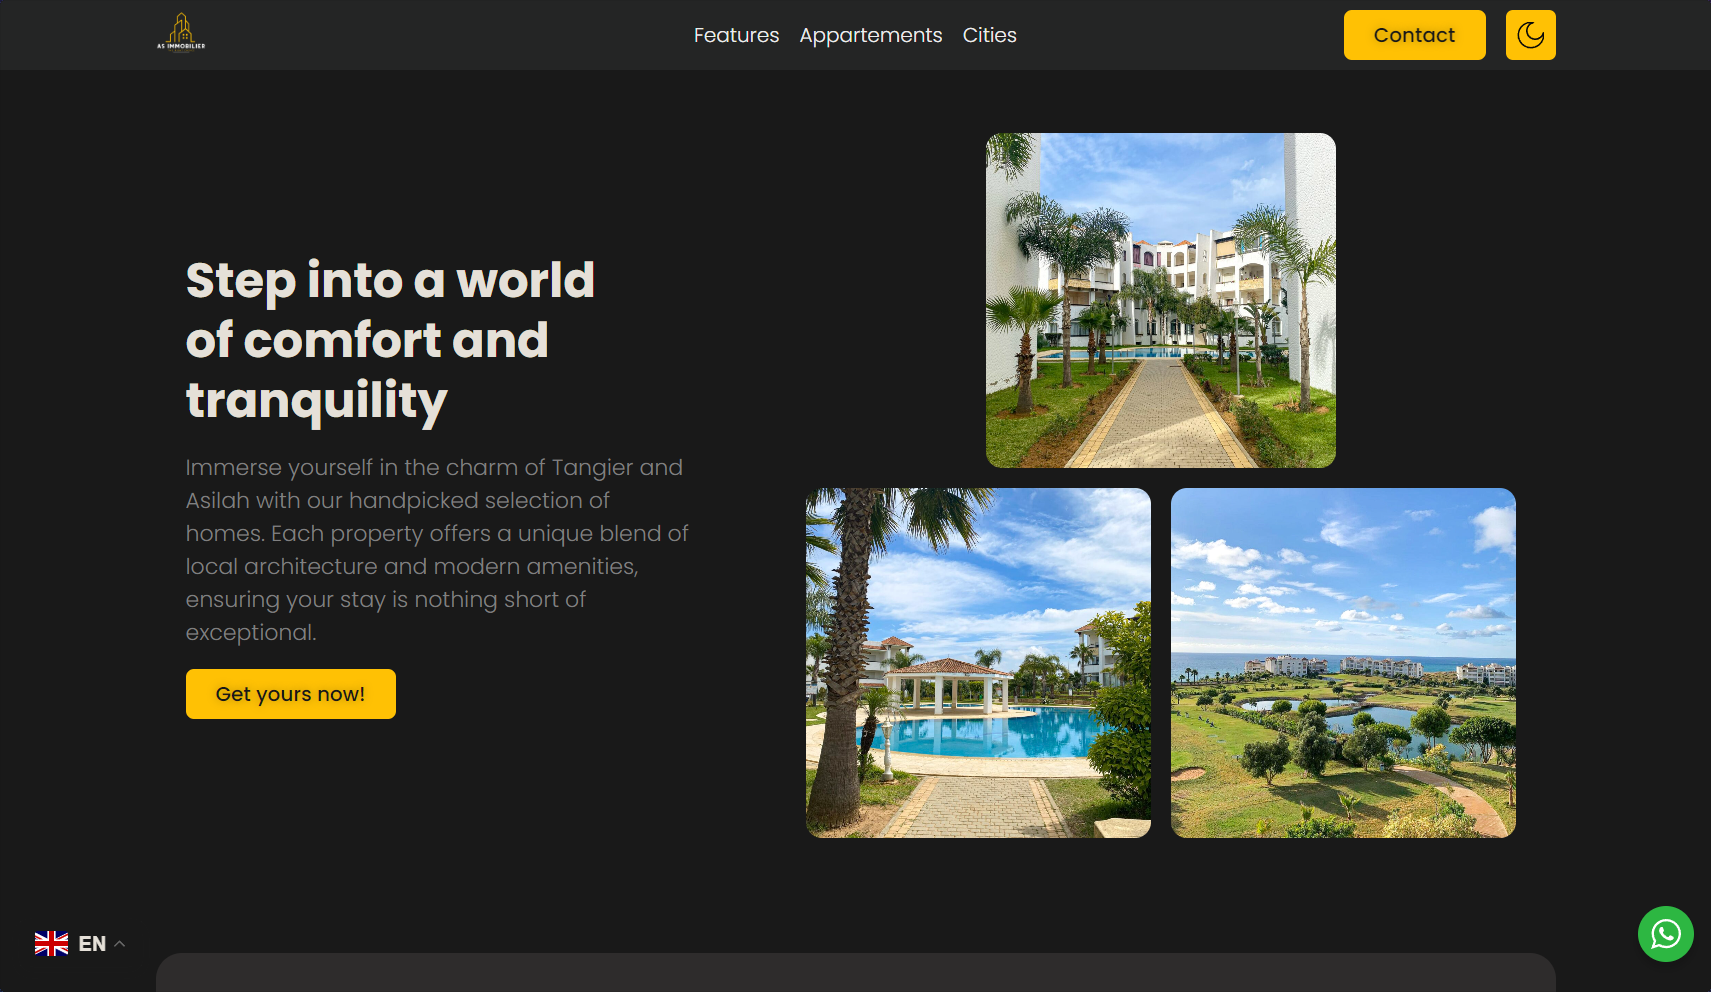 AS IMMOBILIER
Features Appartements Cities
Contact
Step into a world
of comfort and
tranquility
Immerse yourself in the charm of Tangier and
Asilah with our handpicked selection of
homes. Each property offers a unique blend of
local architecture and modern amenities,
ensuring your stay is nothing short of
exceptional.
Get yours now!
EN